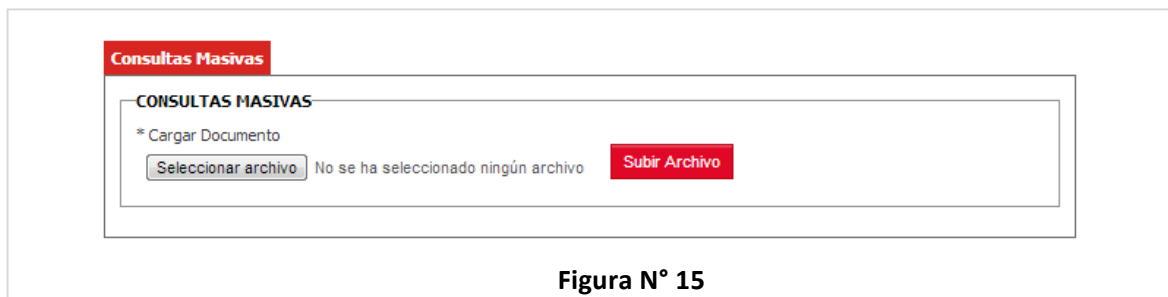 Consultas Masivas
CONSULTAS MASIVAS
* Cargar Documento
Seleccionar archivo No se ha seleccionado ningún archivo Subir Archivo
Figura N° 15